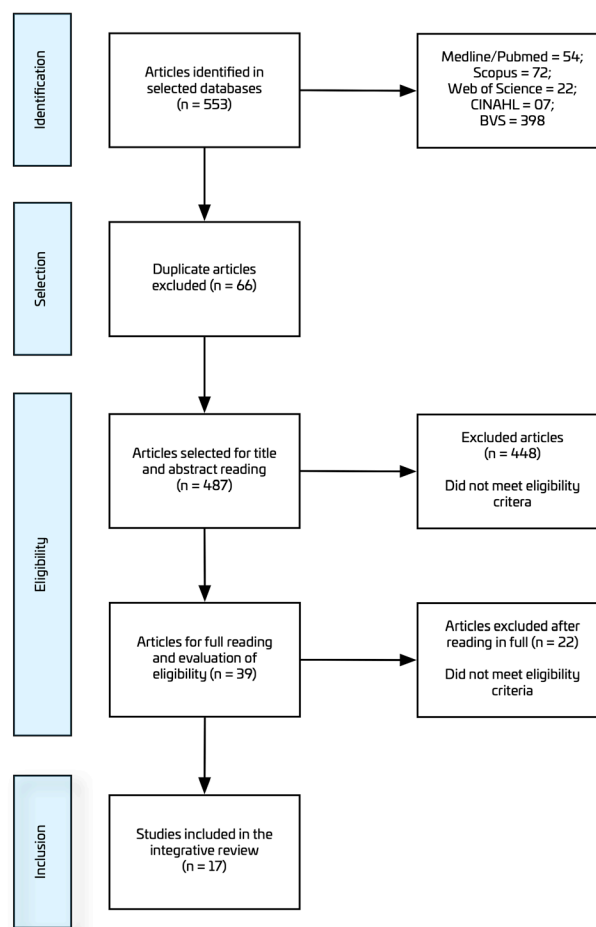 Identification
Articles identified in
selected databases
(n = 553)
Medline/Pubmed = 54;
Scopus = 72;
Web of Science = 22;
CINAHL = 07;
BVS = 398
Selection
Duplicate articles
excluded (n = 66)
Eligibility
Articles selected for title
and abstract reading
(n = 487)
Excluded articles
(n = 448)
Did not meet eligibility
critera
Articles for full reading
and evaluation of
eligibility (n = 39)
Articles excluded after
reading in full (n = 22)
Did not meet eligibility
criteria
Inclusion
Studies included in the
integrative review
(n = 17)